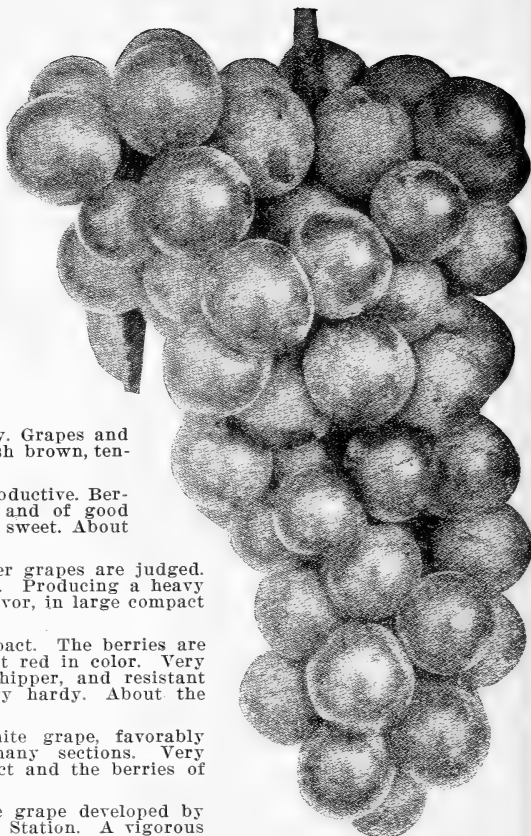 y. Grapes and
sh brown, ten-
oductive. Ber-
and of good
sweet. About
er grapes are judged.
. Producing a heavy
vor, in large compact
pact. The berries are
t red in color. Very
hipper, and resistant
y hardy. About the
ite grape, favorably
many sections. Very
ct and the berries of
e grape developed by
Station. A vigorous